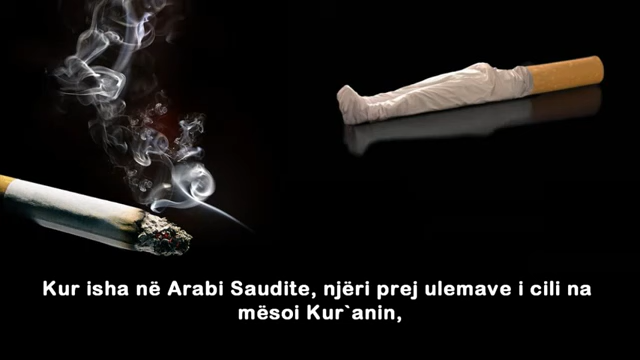 Kur isha në Arabi Saudite, njëri prej ulemave i cili na
mësoi Kur`anin,